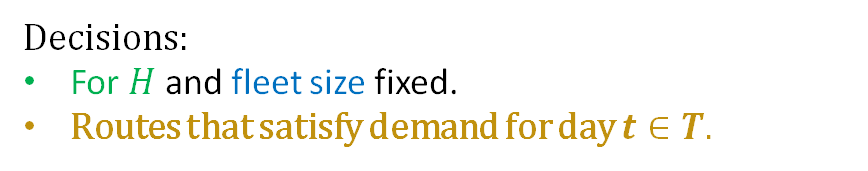 Decisions:
• For H and fleet size fixed.
• Routes that satisfy demand for day t ∈ T.